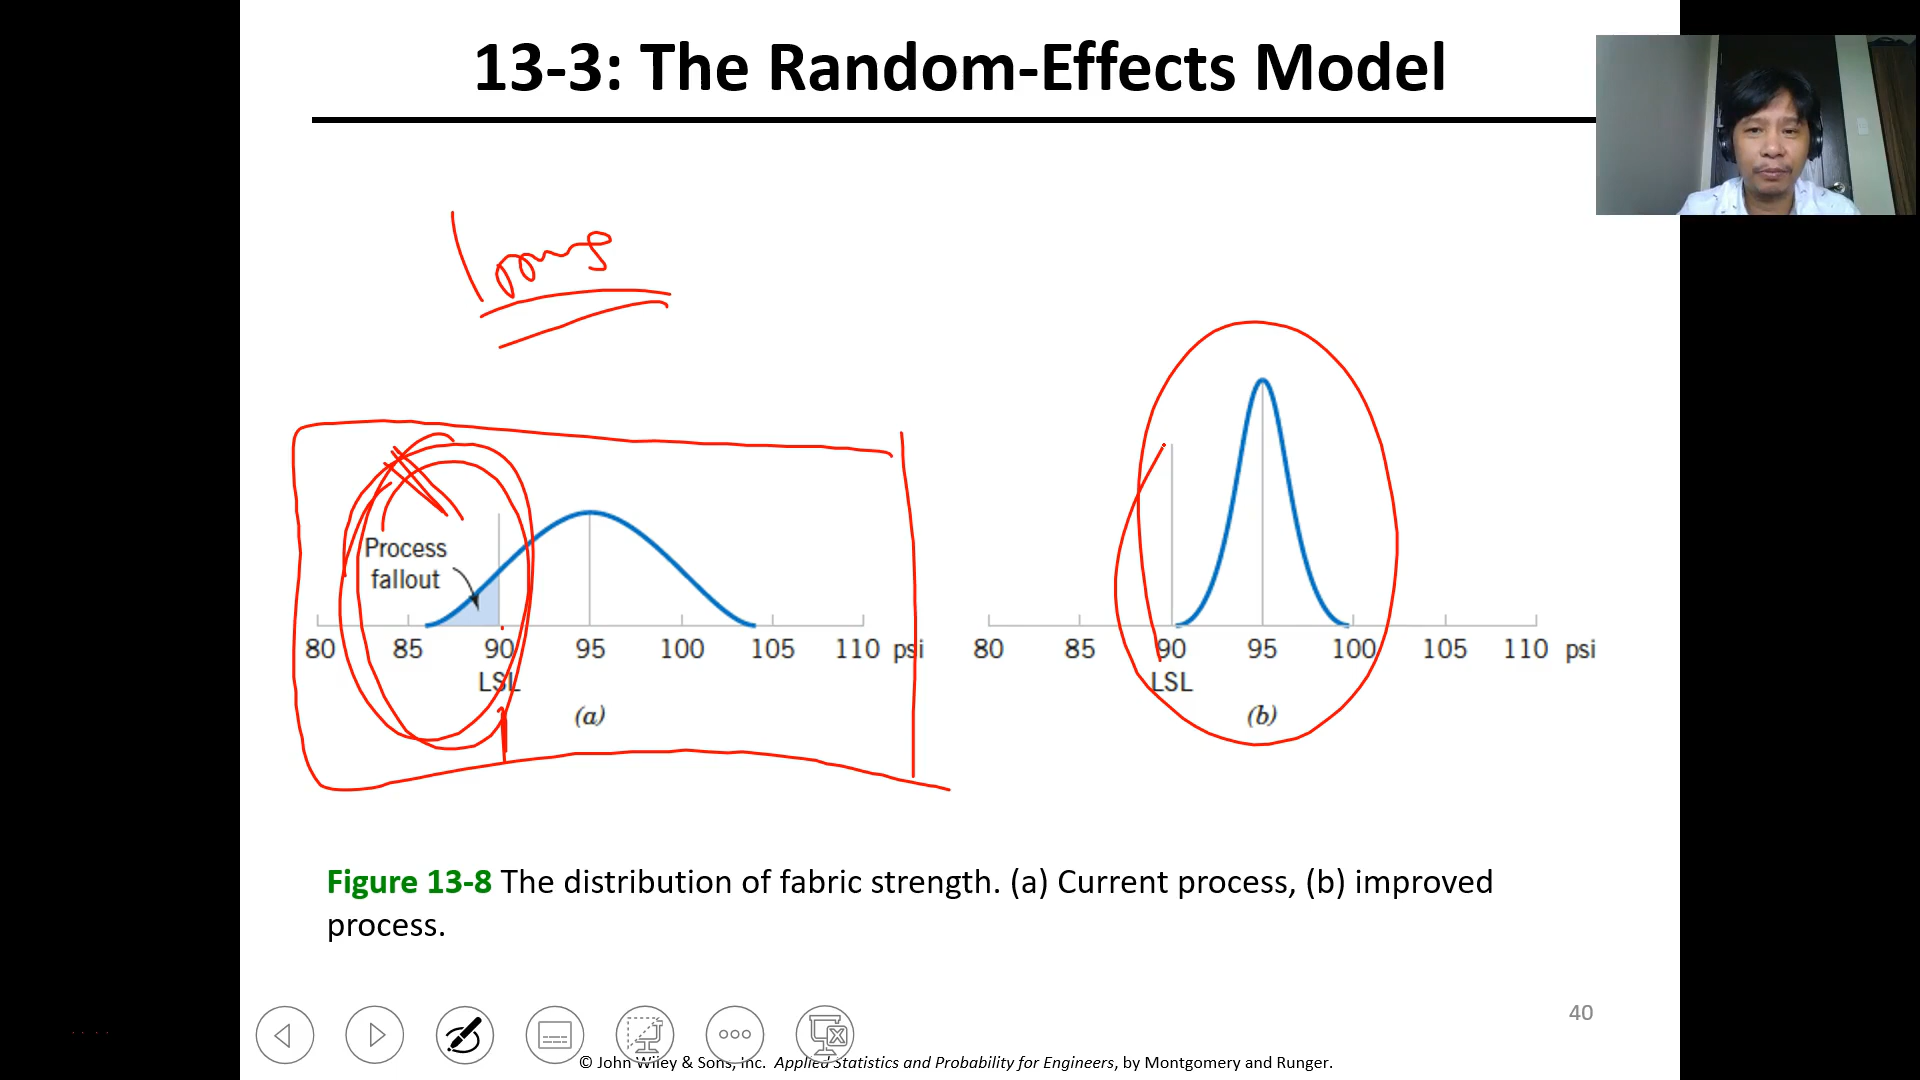 13-3: The Random-Effects Model
Process
fallout
80 85 90 95 100 105 110 psi
LSL
(a)
80 85 90 95 100 105 110 psi
LSL
(b)
Figure 13-8 The distribution of fabric strength. (a) Current process, (b) improved
process.
40
© John Wiley & Sons, Inc. Applied Statistics and Probability for Engineers, by Montgomery and Runger.